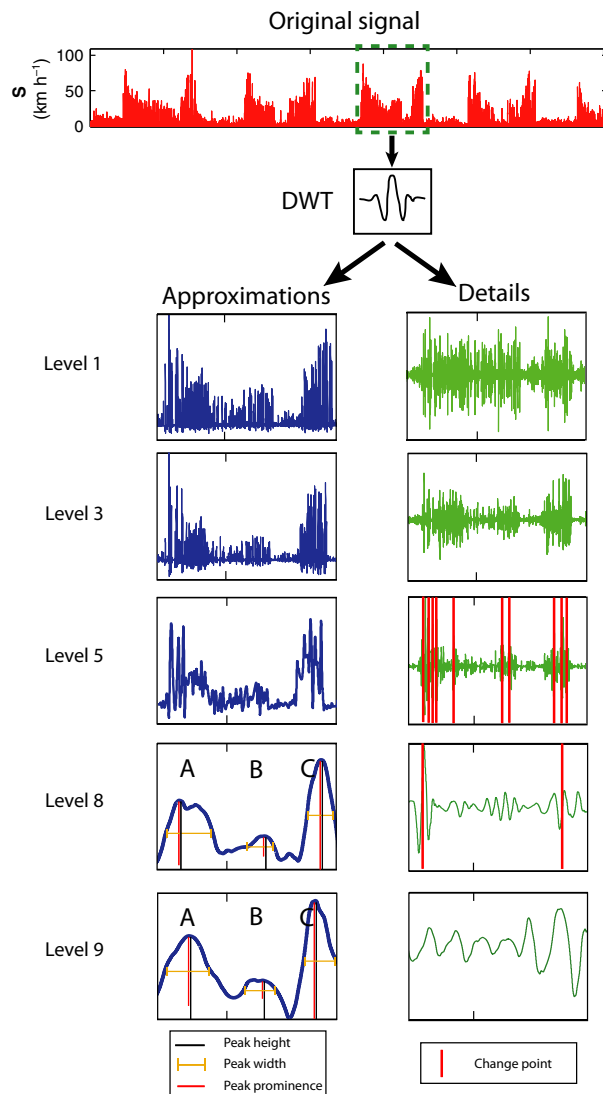 Original signal
S
(km h⁻¹)
100
50
0
DWT
Approximations
Details
Level 1
Level 3
Level 5
Level 8
A
B
C
Level 9
A
B
C
Peak height
Peak width
Peak prominence
Change point